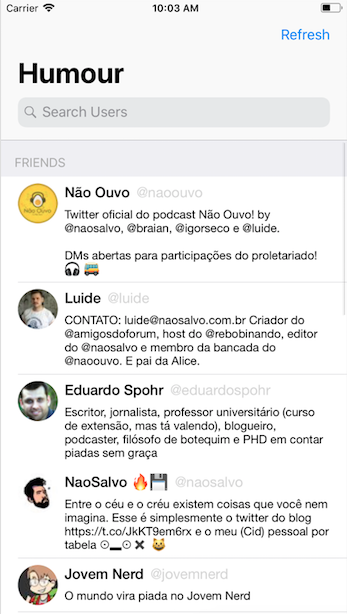 Carrier 10:03 AM
Refresh
Humour
Search Users
FRIENDS
Não Ouvo @naoouvo
Twitter oficial do podcast Não Ouvo! by
@naosalvo, @braian, @igorseco e @luide.
DMs abertas para participações do proletariado!
🎧 🚌
Luide @luide
CONTATO: luide@naosalvo.com.br Criador do
@amigosdoforum, host do @rebobinando, editor
do @naosalvo e membro da bancada do
@naoouvo. E pai da Alice.
Eduardo Spohr @eduardospohr
Escritor, jornalista, professor universitário (curso
de extensão, mas tá valendo), blogueiro,
podcaster, filósofo de botequim e PHD em contar
piadas sem graça
NaoSalvo 🔥💾 @naosalvo
Entre o céu e o créu existem coisas que você nem
imagina. Esse é simplesmente o twitter do blog
https://t.co/JkKT9em6rx e o meu (Cid) pessoal por
tabela ⊙▂⊙ ✖ 😺
Jovem Nerd @jovemnerd
O mundo vira piada no Jovem Nerd